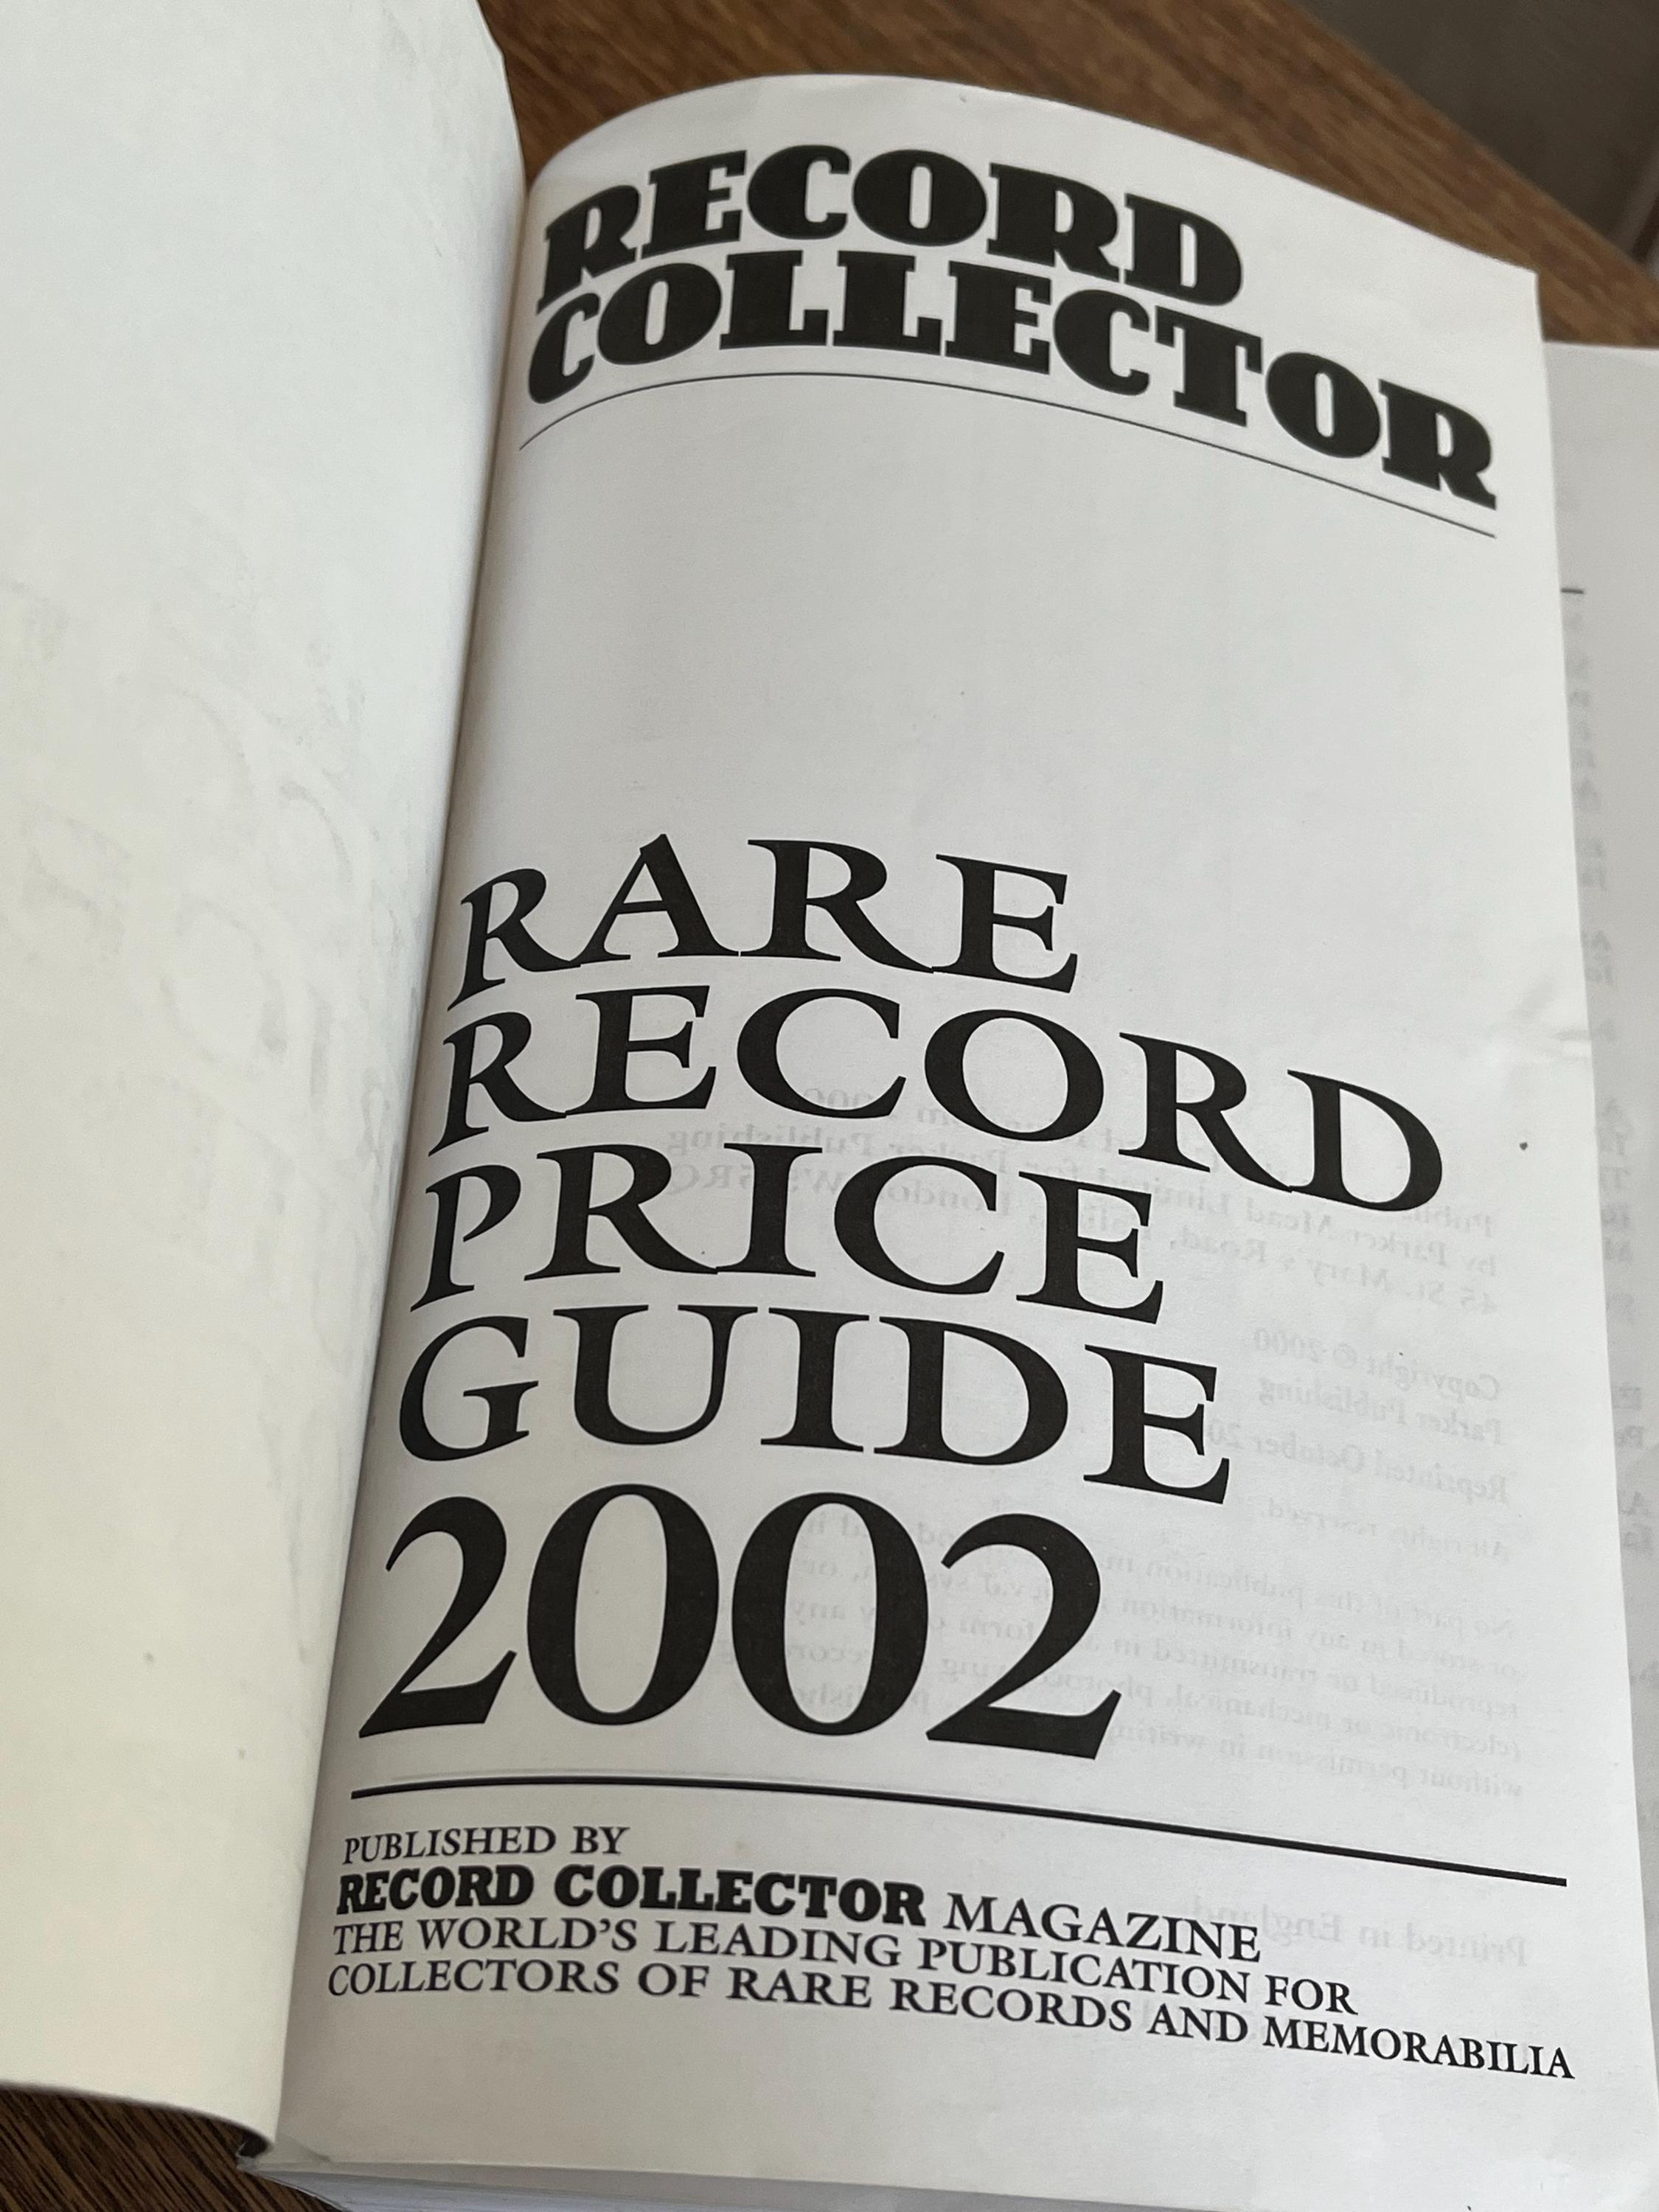 RECORD
COLLECTOR
RARE
RECORD
PRICE
GUIDE
2002
PUBLISHED BY
RECORD COLLECTOR MAGAZINE
THE WORLD'S LEADING PUBLICATION FOR
COLLECTORS OF RARE RECORDS AND MEMORABILIA